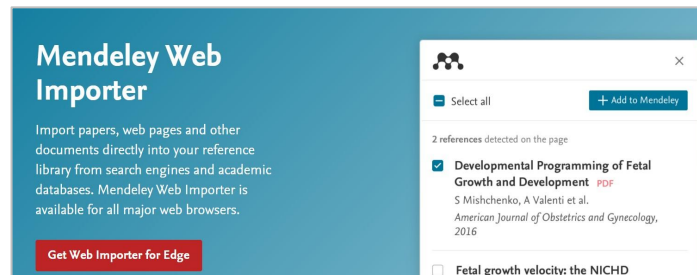 Mendeley Web
Importer
Import papers, web pages and other
documents directly into your reference
library from search engines and academic
databases. Mendeley Web Importer is
available for all major web browsers.
Get Web Importer for Edge
Select all
+ Add to Mendeley
2 references detected on the page
Developmental Programming of Fetal
Growth and Development PDF
S Mishchenko, A Valenti et al.
American Journal of Obstetrics and Gynecology,
2016
Fetal growth velocity: the NICHD